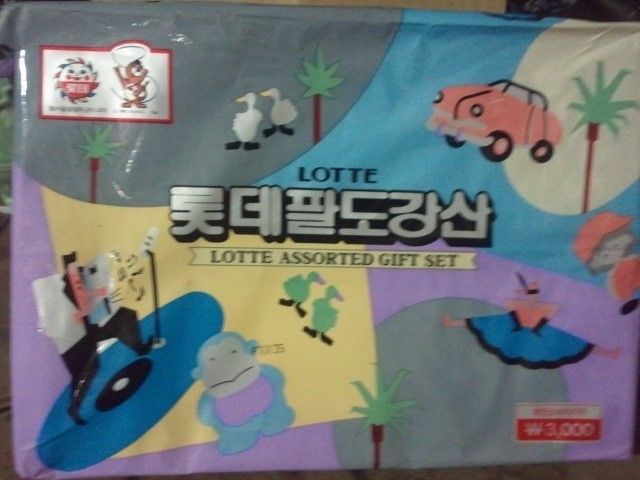 LOTTE
롯데팔도강산
LOTTE ASSORTED GIFT SET
₩3,000